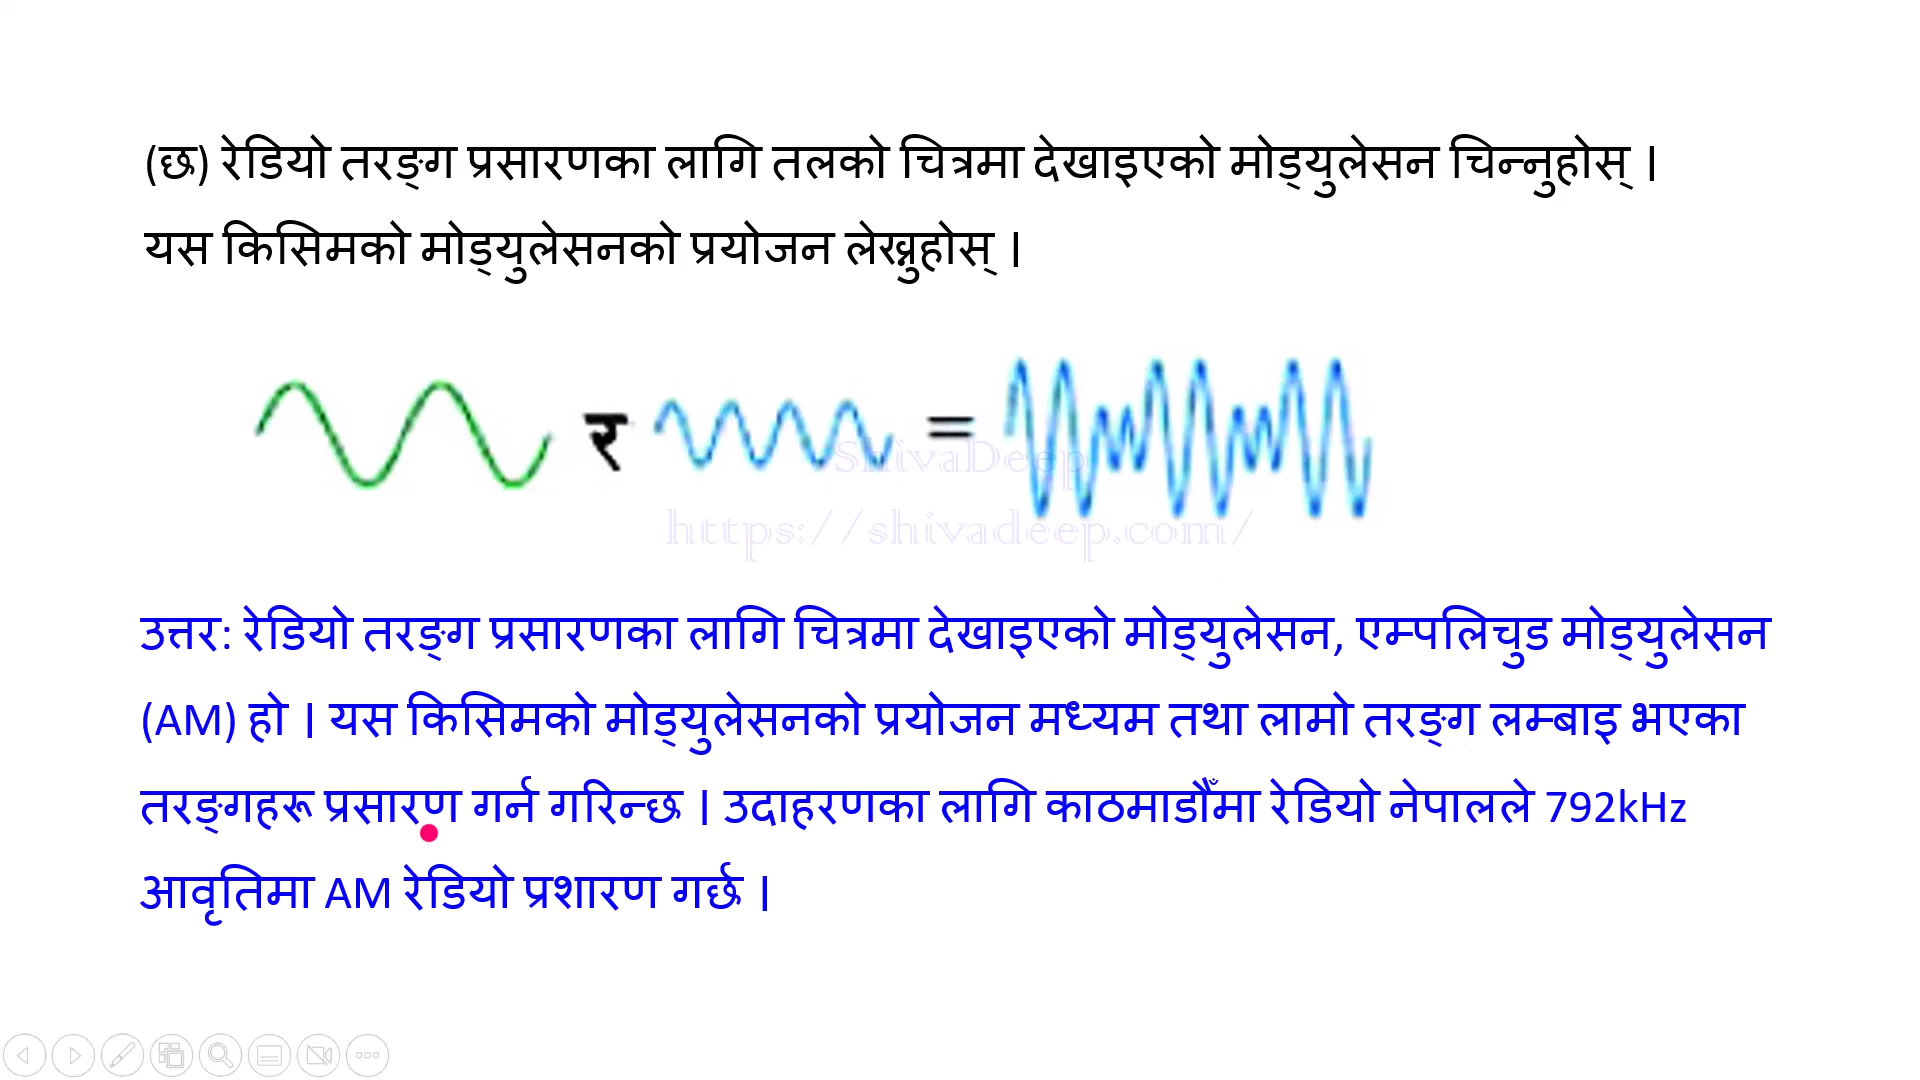 (छ) रेडियो तरङ्ग प्रसारणका लागि तलको चित्रमा देखाइएको मोड्युलेसन चिन्नुहोस् ।
यस किसिमको मोड्युलेसनको प्रयोजन लेख्नुहोस् ।
र =
ShivaDeep
https://shivadeep.com/
उत्तर: रेडियो तरङ्ग प्रसारणका लागि चित्रमा देखाइएको मोड्युलेसन, एम्पलिचुड मोड्युलेसन
(AM) हो । यस किसिमको मोड्युलेसनको प्रयोजन मध्यम तथा लामो तरङ्ग लम्बाइ भएका
तरङ्गहरू प्रसारण गर्न गरिन्छ । उदाहरणका लागि काठमाडौँमा रेडियो नेपालले 792kHz
आवृतिमा AM रेडियो प्रशारण गर्छ ।